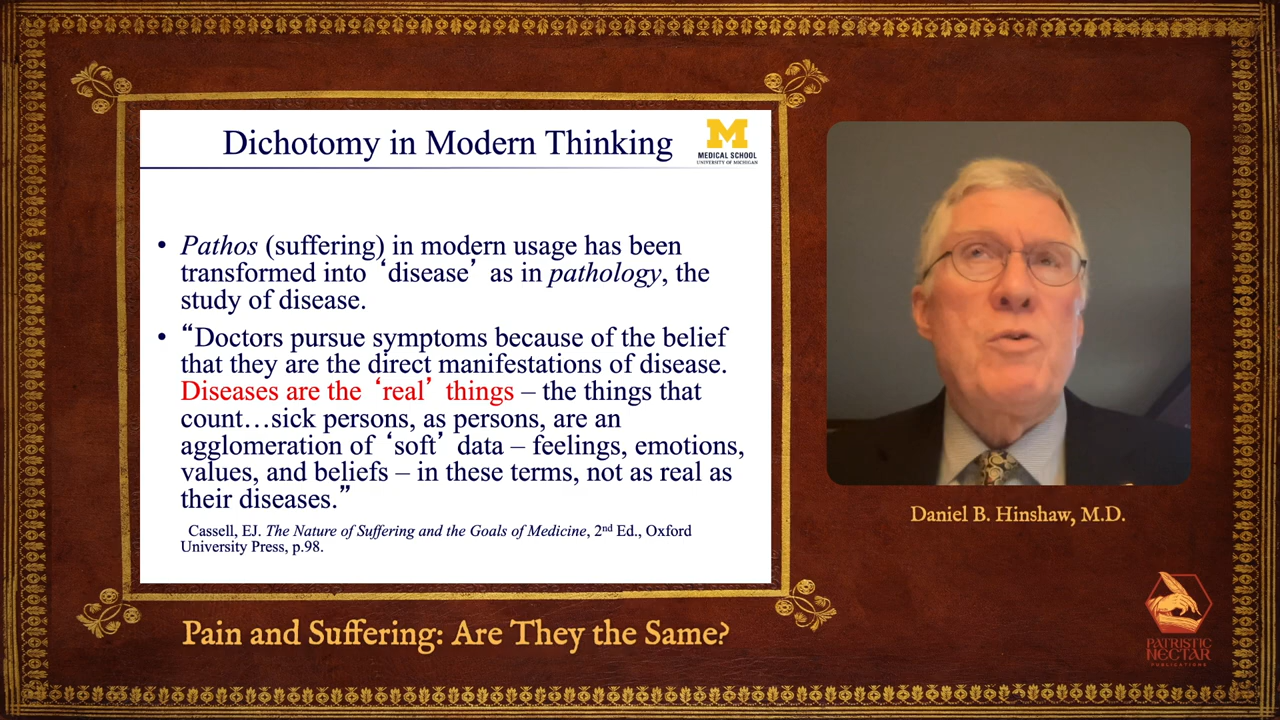 Dichotomy in Modern Thinking
M
MEDICAL SCHOOL
UNIVERSITY OF MICHIGAN
• Pathos (suffering) in modern usage has been
transformed into ‘disease’ as in pathology, the
study of disease.
• “Doctors pursue symptoms because of the belief
that they are the direct manifestations of disease.
Diseases are the ‘real’ things – the things that
count…sick persons, as persons, are an
agglomeration of ‘soft’ data – feelings, emotions,
values, and beliefs – in these terms, not as real as
their diseases.”
Cassell, EJ. The Nature of Suffering and the Goals of Medicine, 2nd Ed., Oxford
University Press, p.98.
Pain and Suffering: Are They the Same?
Daniel B. Hinshaw, M.D.
PATRISTIC
NECTAR
PUBLICATIONS